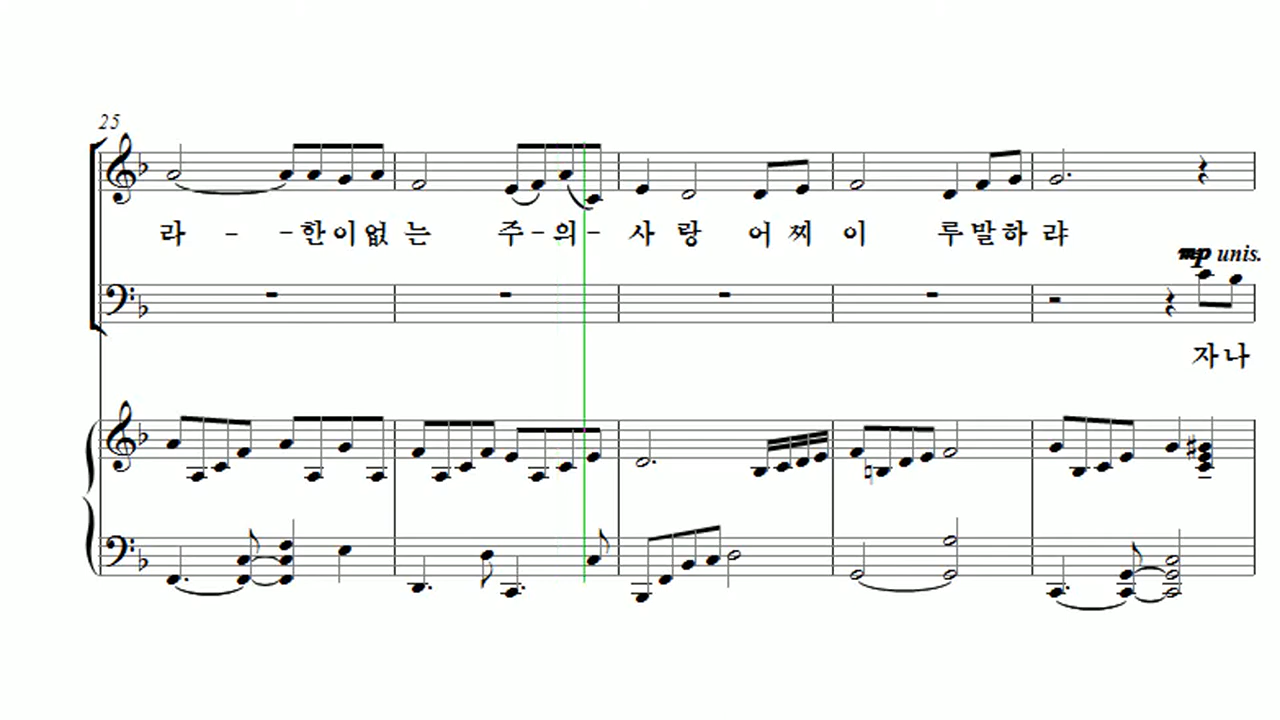 25
라 - - 한이없 는 주-의- 사 랑 어 찌 이 루말하 랴
mp unis.
자나